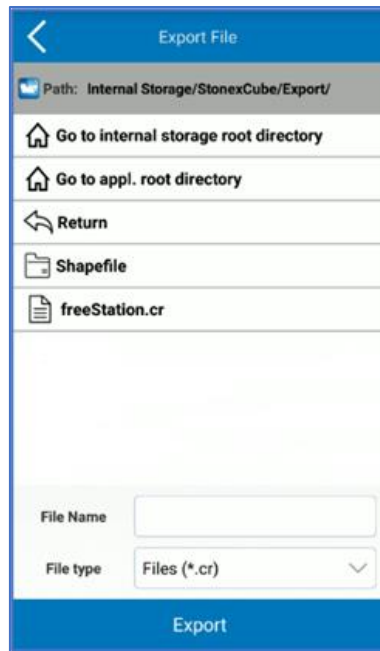 Export File
Path: Internal Storage/StonexCube/Export/
Go to internal storage root directory
Go to appl. root directory
Return
Shapefile
freeStation.cr
File Name
File type Files (*.cr)
Export